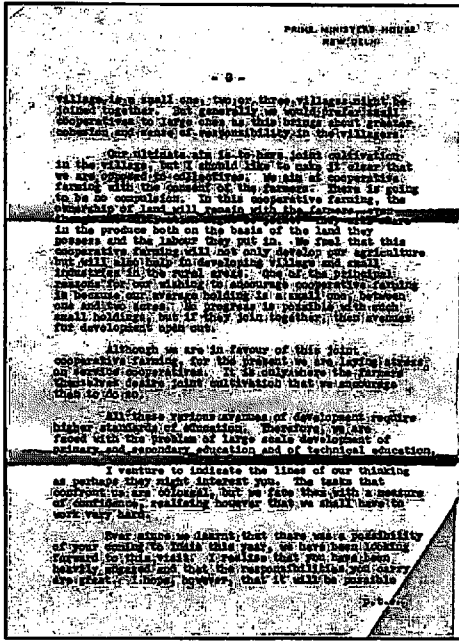 PRIME MINISTER'S HOUSE
NEW DELHI
village is a small one, two or three villages might be
joined together. But generally we would prefer small
cooperatives to large ones as this brings about greater
cohesion and sense of responsibility in the villagers.
Our ultimate aim is to have joint cultivation
in the village, but I should like to make it clear that
we are opposed to collectives. We aim at cooperative
farming with the consent of the farmers. There is going
to be no compulsion. In this cooperative farming, the
ownership of land will remain with the farmers
in the produce both on the basis of the land they
possess and the labour they put in. We feel that this
cooperative farming will not only develop our agriculture
but will also help in developing village and small
industries in the rural areas. One of the principal
reasons for our wishing to encourage cooperative farming
is because our average holding is a small one, between
one and two acres. No progress is possible with such
small holdings, but if they join together, then avenues
for development open out.
Although we are in favour of this joint
cooperative farming, for the present we are laying stress
on service cooperatives. It is only where the farmers
themselves desire joint cultivation that we encourage
them to do so.
All these various avenues of development require
higher standards of education. Therefore, we are
faced with the problem of large scale development of
primary and secondary education and of technical education.
I venture to indicate the lines of our thinking
as perhaps they might interest you. The tasks that
confront us are colossal, but we face them with a measure
of confidence, realising however that we shall have to
work very hard.
Ever since we learnt that there was a possibility
of your coming to India this year, we have been looking
forward to this visit. I realise that you have been
heavily engaged and that the responsibilities you carry
are great. I hope, however, that it will be possible
p.t.o.